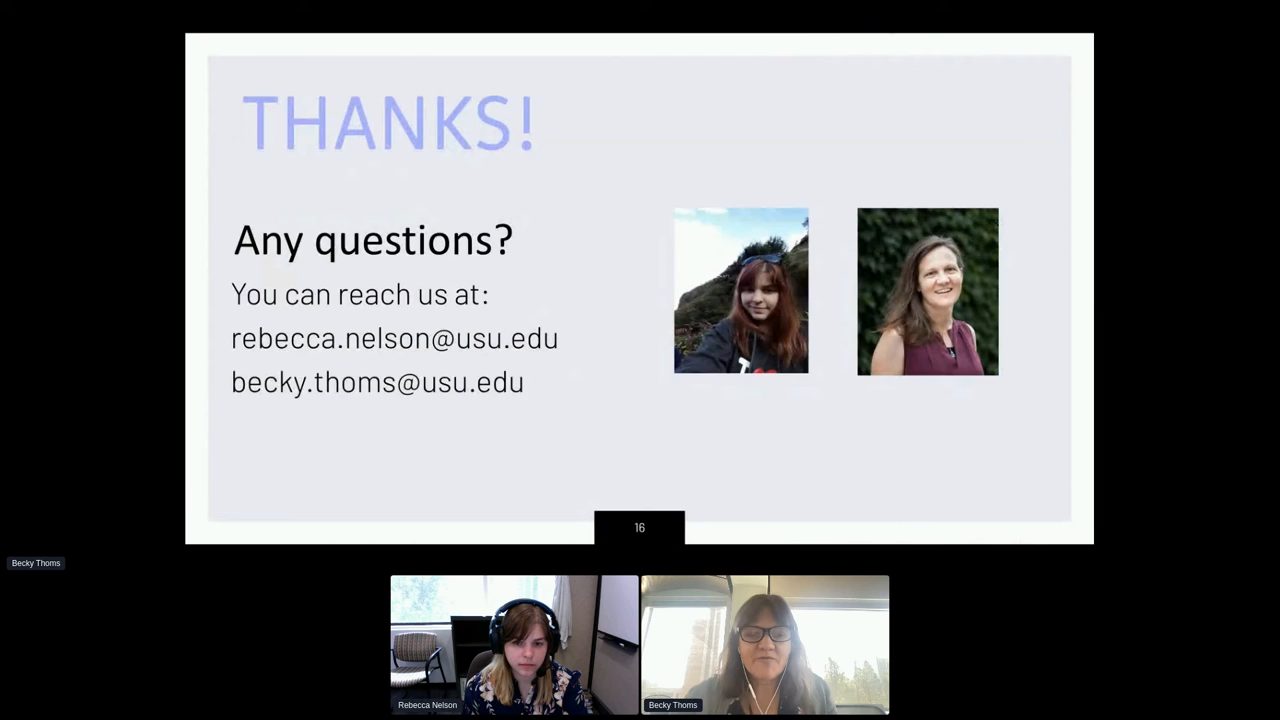 THANKS!
Any questions?
You can reach us at:
rebecca.nelson@usu.edu
becky.thoms@usu.edu
16
Becky Thoms
Rebecca Nelson
Becky Thoms